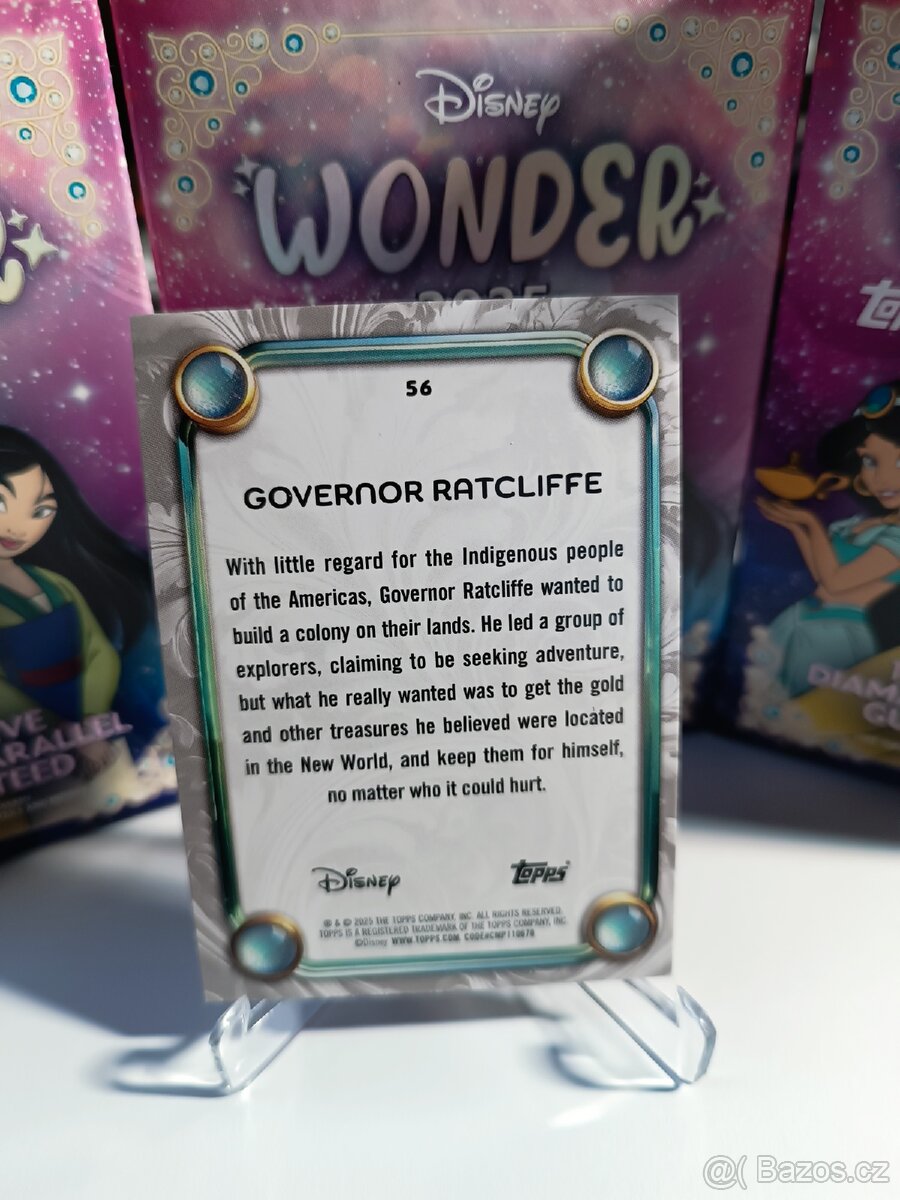 Disney
WONDER
2025
56
GOVERNOR RATCLIFFE
With little regard for the Indigenous people
of the Americas, Governor Ratcliffe wanted to
build a colony on their lands. He led a group of
explorers, claiming to be seeking adventure,
but what he really wanted was to get the gold
and other treasures he believed were located
in the New World, and keep them for himself,
no matter who it could hurt.
Disney
topps
® & © 2025 THE TOPPS COMPANY, INC. ALL RIGHTS RESERVED.
TOPPS IS A REGISTERED TRADEMARK OF THE TOPPS COMPANY, INC.
©Disney WWW.TOPPS.COM CODE#CMP110678
@( Bazos.cz